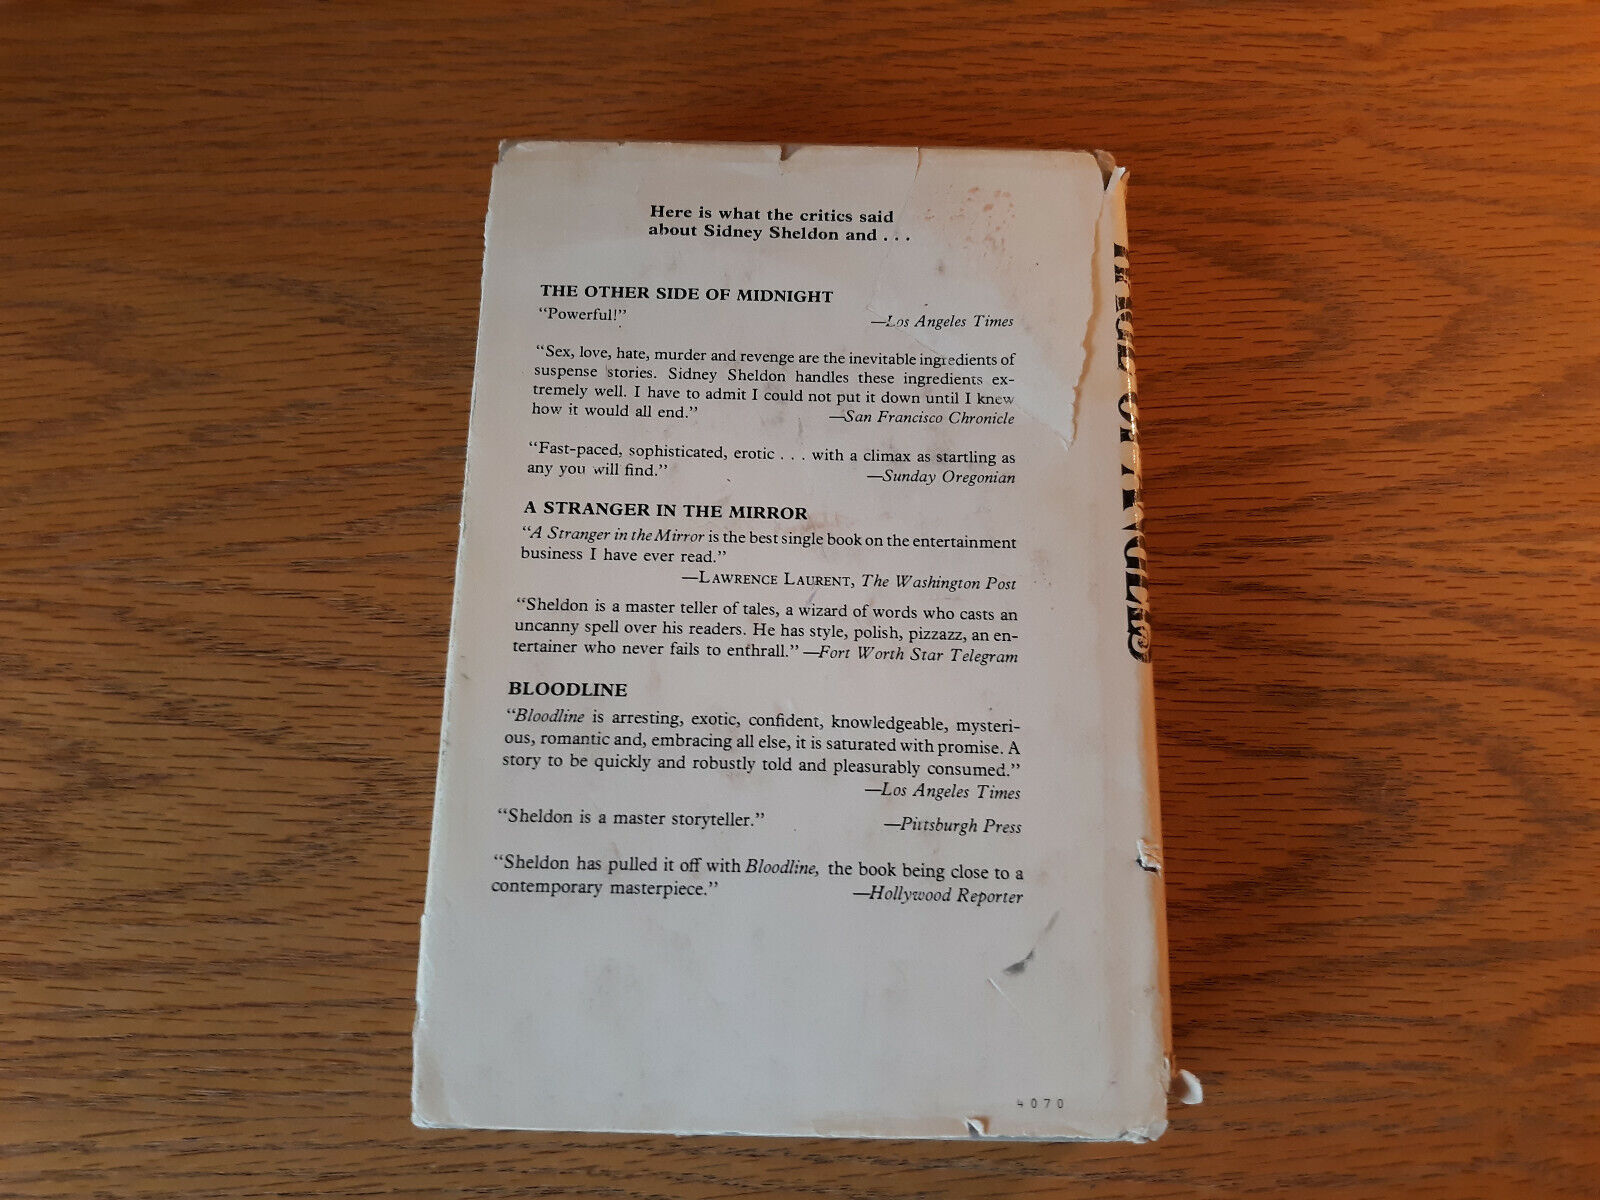 Here is what the critics said
about Sidney Sheldon and . . .
THE OTHER SIDE OF MIDNIGHT
“Powerful!”
—Los Angeles Times
“Sex, love, hate, murder and revenge are the inevitable ingredients of
suspense stories. Sidney Sheldon handles these ingredients ex-
tremely well. I have to admit I could not put it down until I knew
how it would all end.” —San Francisco Chronicle
“Fast-paced, sophisticated, erotic . . . with a climax as startling as
any you will find.” —Sunday Oregonian
A STRANGER IN THE MIRROR
“A Stranger in the Mirror is the best single book on the entertainment
business I have ever read.”
—LAWRENCE LAURENT, The Washington Post
“Sheldon is a master teller of tales, a wizard of words who casts an
uncanny spell over his readers. He has style, polish, pizzazz, an en-
tertainer who never fails to enthrall.” —Fort Worth Star Telegram
BLOODLINE
“Bloodline is arresting, exotic, confident, knowledgeable, mysteri-
ous, romantic and, embracing all else, it is saturated with promise. A
story to be quickly and robustly told and pleasurably consumed.”
—Los Angeles Times
“Sheldon is a master storyteller.” —Pittsburgh Press
“Sheldon has pulled it off with Bloodline, the book being close to a
contemporary masterpiece.” —Hollywood Reporter
4070
OF ANGELS